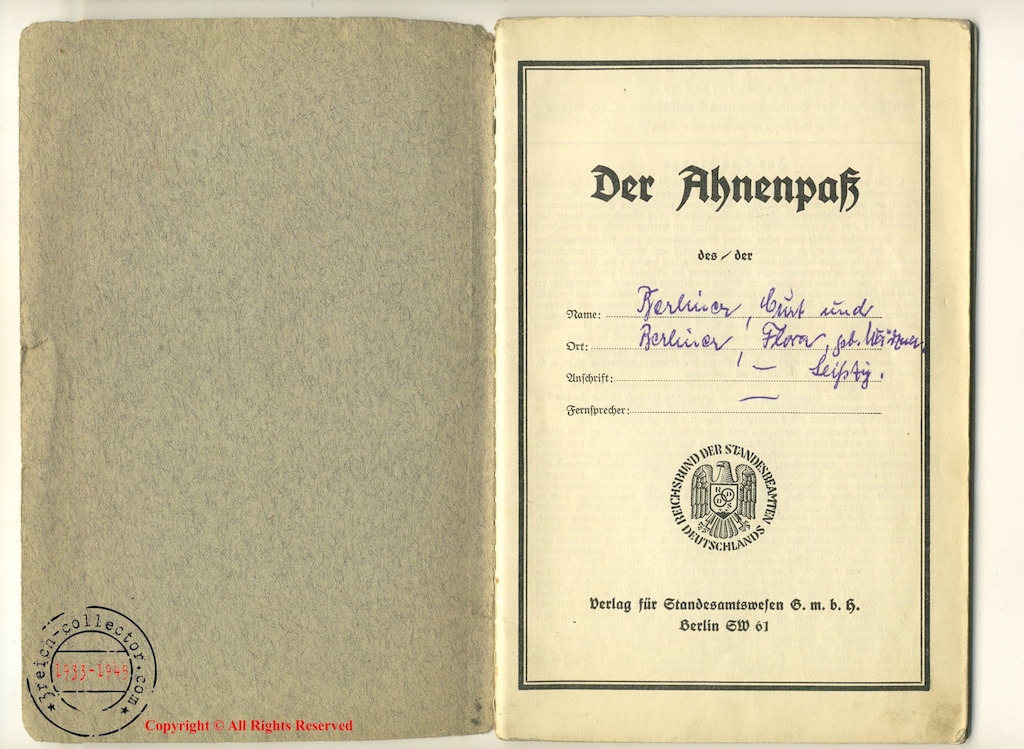 Der Ahnenpaß
des / der
Name: Berliner, Curt und
Ort: Berliner, Flora, geb.
Anschrift: Leipzig.
Fernsprecher:
REICHSBUND DER STANDESBEAMTEN DEUTSCHLANDS
R D
D S
Verlag für Standesamtswesen G. m. b. H.
Berlin SW 61
3reich-collector.com
1933-1945
Copyright © All Rights Reserved